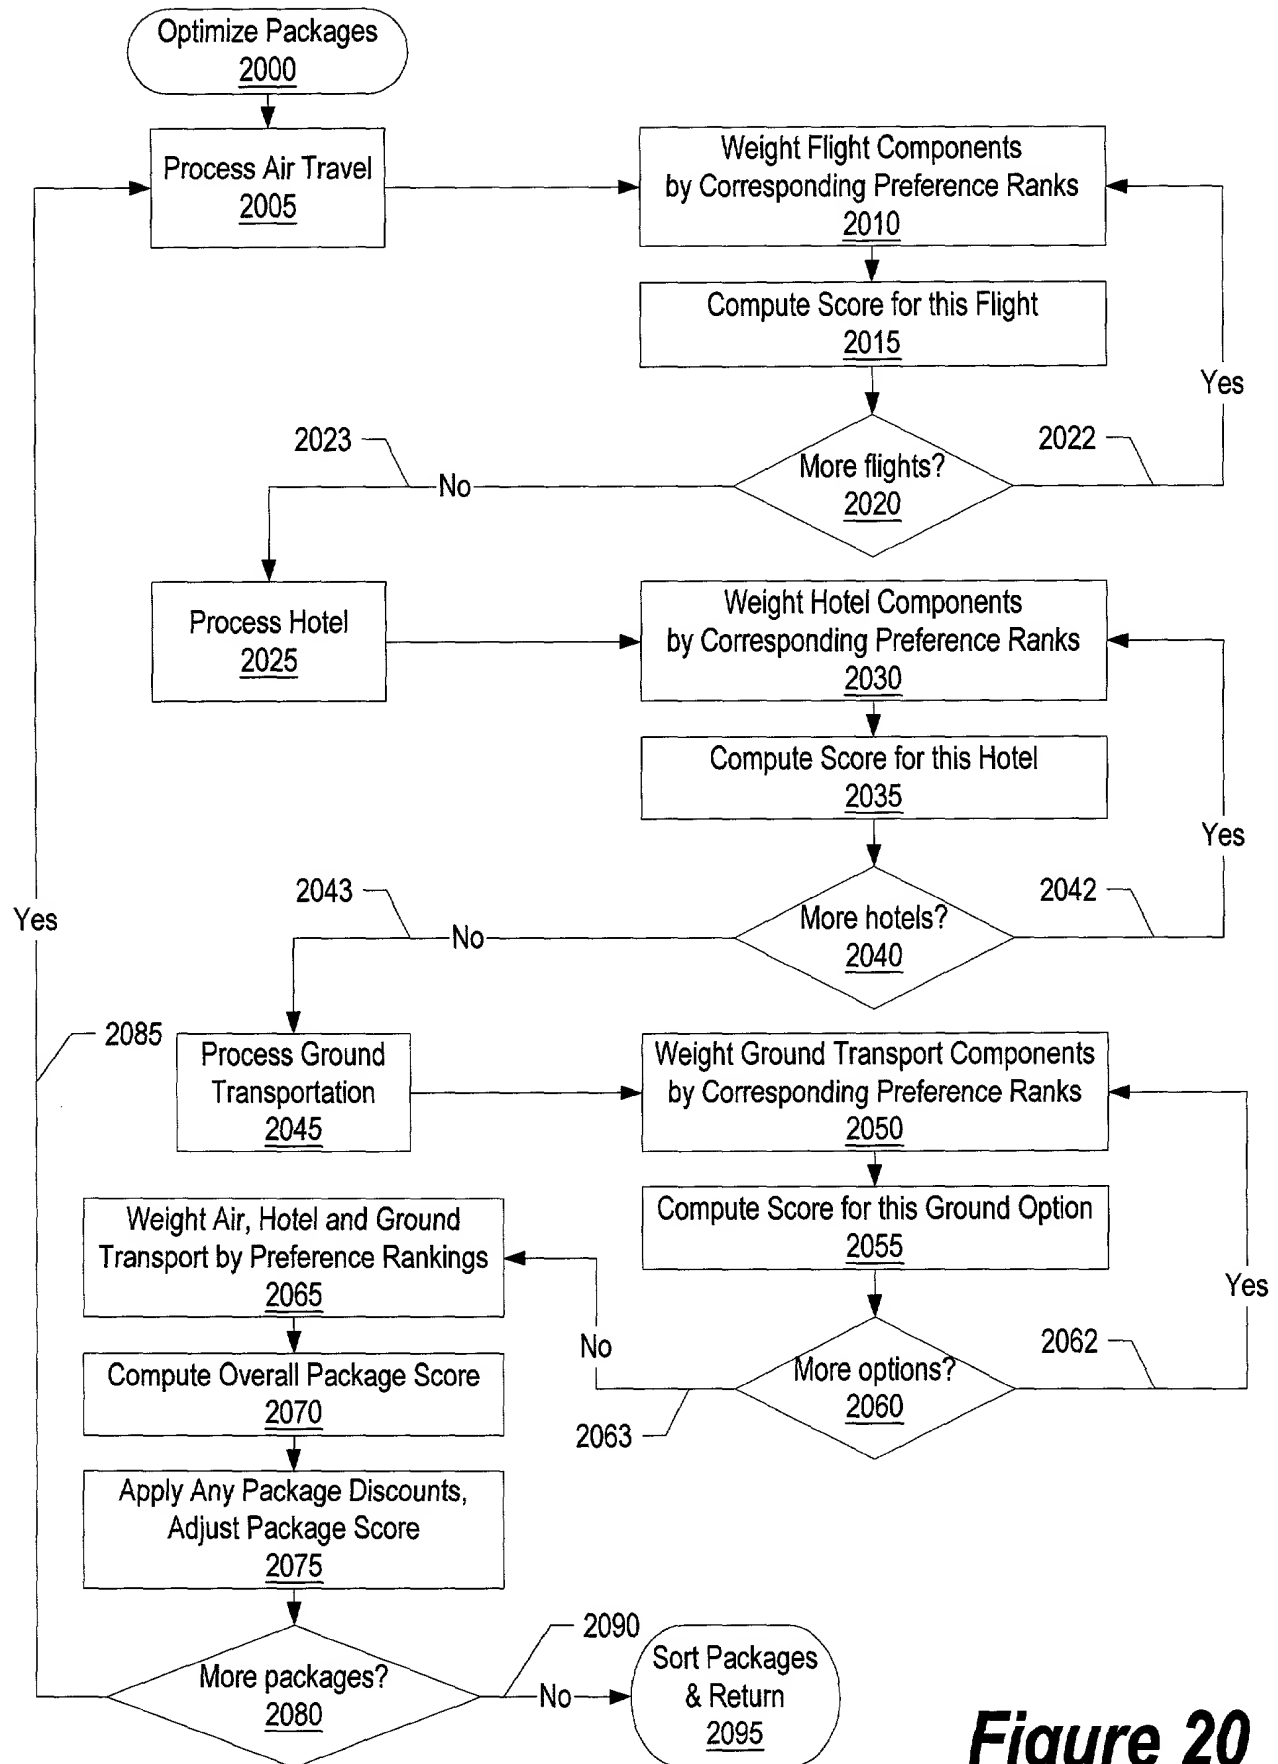 Optimize Packages
2000
Process Air Travel
2005
Weight Flight Components
by Corresponding Preference Ranks
2010
Compute Score for this Flight
2015
Yes
2023
No
More flights?
2020
2022
Process Hotel
2025
Weight Hotel Components
by Corresponding Preference Ranks
2030
Compute Score for this Hotel
2035
Yes
2043
No
More hotels?
2040
2042
Yes
2085
Process Ground
Transportation
2045
Weight Ground Transport Components
by Corresponding Preference Ranks
2050
Compute Score for this Ground Option
2055
Yes
More options?
2060
2062
No
2063
Weight Air, Hotel and Ground
Transport by Preference Rankings
2065
Compute Overall Package Score
2070
Apply Any Package Discounts,
Adjust Package Score
2075
More packages?
2080
2090
No
Sort Packages
& Return
2095
Figure 20